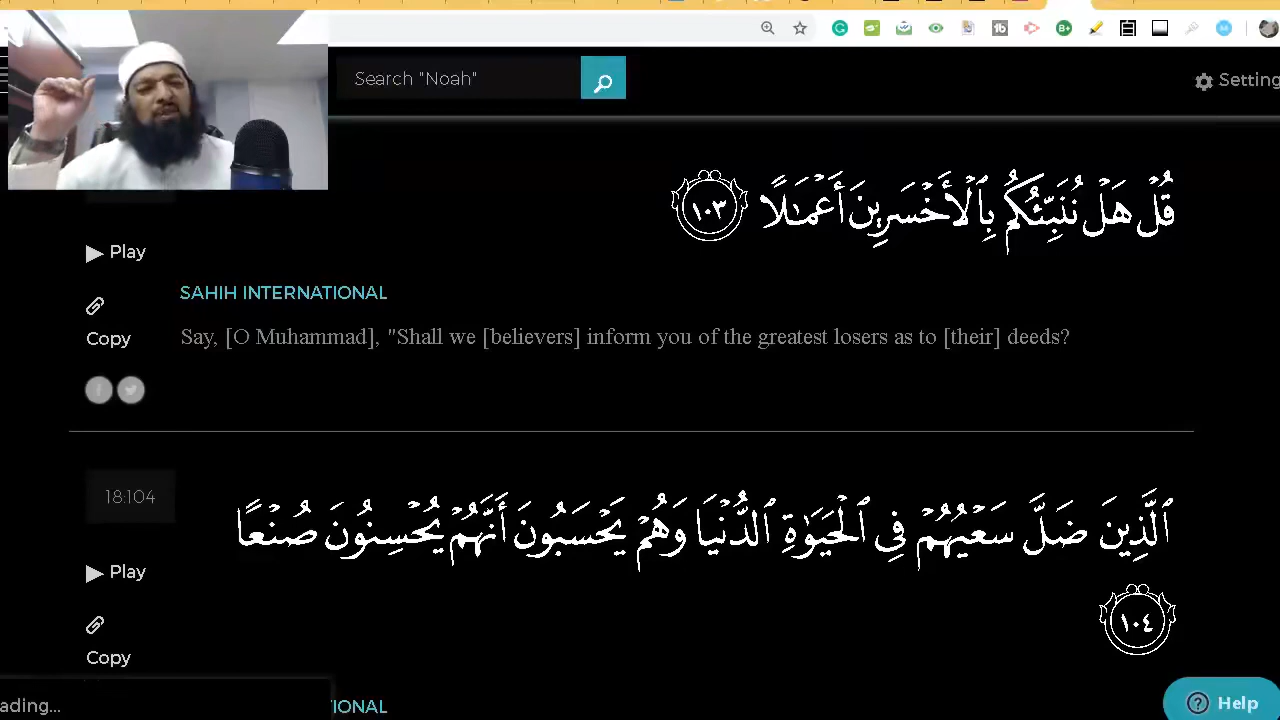 Search "Noah"
Setting
قُلْ هَلْ نُنَبِّئُكُم بِٱلْأَخْسَرِينَ أَعْمَـٰلًا ١٠٣
Play
SAHIH INTERNATIONAL
Say, [O Muhammad], "Shall we [believers] inform you of the greatest losers as to [their] deeds?
Copy
18:104
ٱلَّذِينَ ضَلَّ سَعْيُهُمْ فِى ٱلْحَيَوٰةِ ٱلدُّنْيَا وَهُمْ يَحْسَبُونَ أَنَّهُمْ يُحْسِنُونَ صُنْعًا
Play
١٠٤
Copy
ading...
IONAL
Help